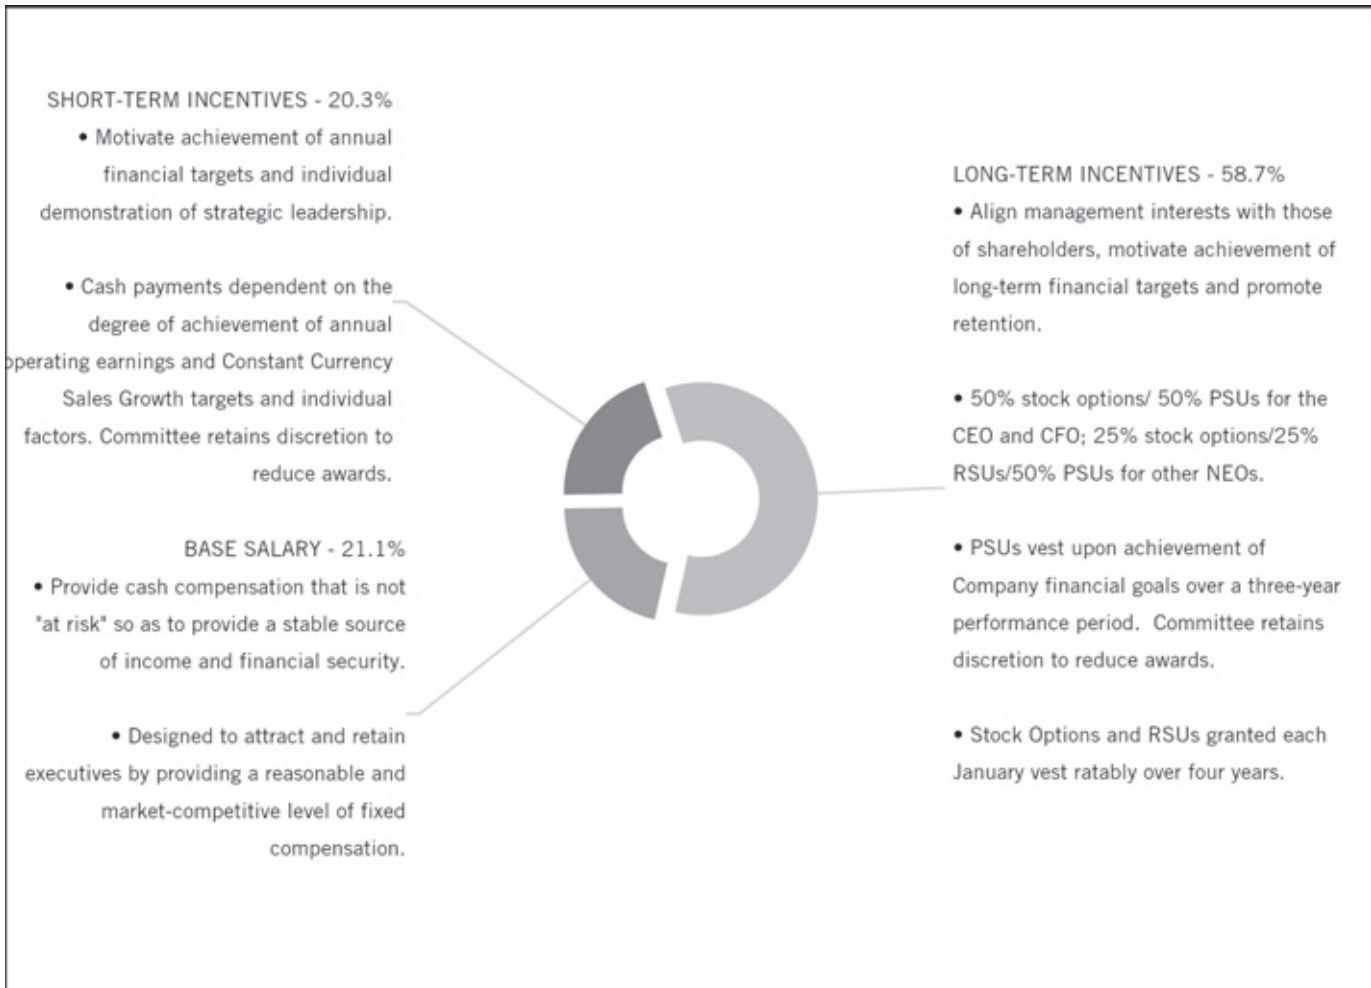 SHORT-TERM INCENTIVES - 20.3%
• Motivate achievement of annual
financial targets and individual
demonstration of strategic leadership.
• Cash payments dependent on the
degree of achievement of annual
operating earnings and Constant Currency
Sales Growth targets and individual
factors. Committee retains discretion to
reduce awards.
BASE SALARY - 21.1%
• Provide cash compensation that is not
"at risk" so as to provide a stable source
of income and financial security.
• Designed to attract and retain
executives by providing a reasonable and
market-competitive level of fixed
compensation.
LONG-TERM INCENTIVES - 58.7%
• Align management interests with those
of shareholders, motivate achievement of
long-term financial targets and promote
retention.
• 50% stock options/ 50% PSUs for the
CEO and CFO; 25% stock options/25%
RSUs/50% PSUs for other NEOs.
• PSUs vest upon achievement of
Company financial goals over a three-year
performance period.  Committee retains
discretion to reduce awards.
• Stock Options and RSUs granted each
January vest ratably over four years.